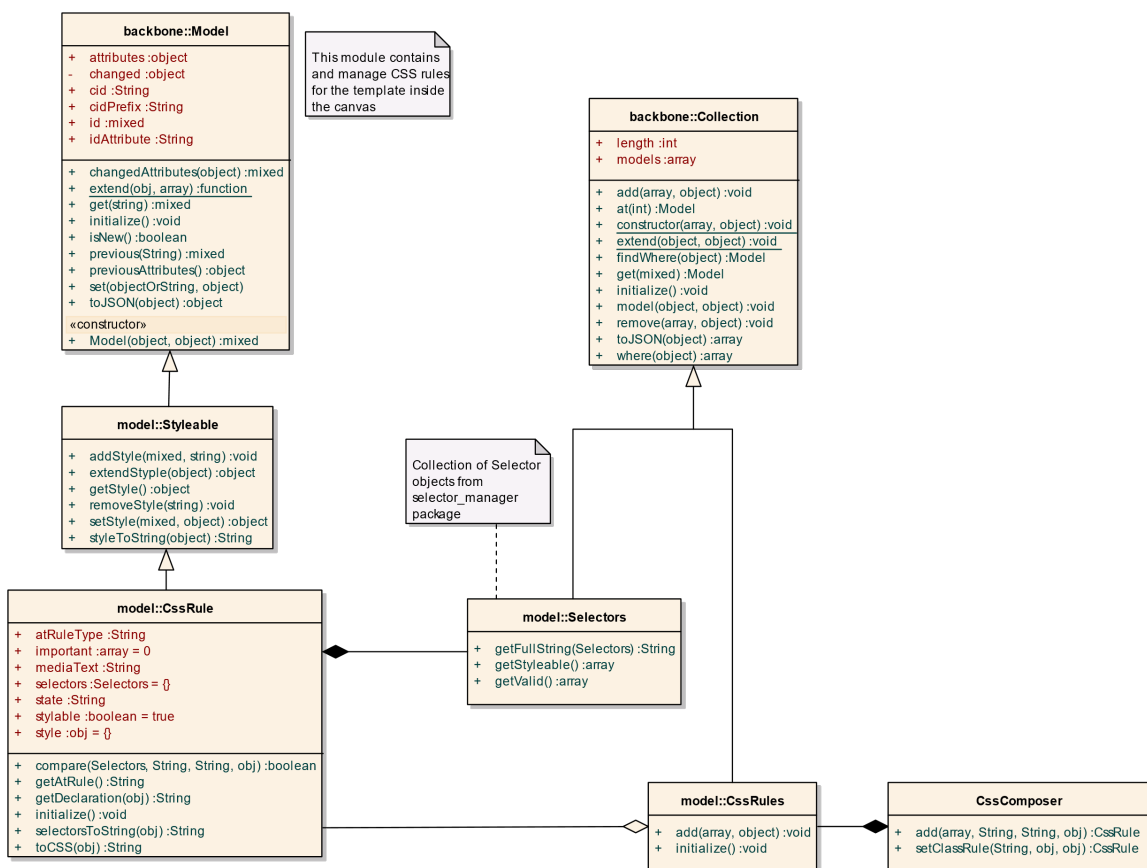 backbone::Model
+ attributes :object
- changed :object
+ cid :String
+ cidPrefix :String
+ id :mixed
+ idAttribute :String
+ changedAttributes(object) :mixed
+ extend(obj, array) :function
+ get(string) :mixed
+ initialize() :void
+ isNew() :boolean
+ previous(String) :mixed
+ previousAttributes() :object
+ set(objectOrString, object)
+ toJSON(object) :object
«constructor»
+ Model(object, object) :mixed
This module contains
and manage CSS rules
for the template inside
the canvas
backbone::Collection
+ length :int
+ models :array
+ add(array, object) :void
+ at(int) :Model
+ constructor(array, object) :void
+ extend(object, object) :void
+ findWhere(object) :Model
+ get(mixed) :Model
+ initialize() :void
+ model(object, object) :void
+ remove(array, object) :void
+ toJSON(object) :array
+ where(object) :array
model::Styleable
+ addStyle(mixed, string) :void
+ extendStyple(object) :object
+ getStyle() :object
+ removeStyle(string) :void
+ setStyle(mixed, object) :object
+ styleToString(object) :String
Collection of Selector
objects from
selector_manager
package
model::CssRule
+ atRuleType :String
+ important :array = 0
+ mediaText :String
+ selectors :Selectors = {}
+ state :String
+ stylable :boolean = true
+ style :obj = {}
+ compare(Selectors, String, String, obj) :boolean
+ getAtRule() :String
+ getDeclaration(obj) :String
+ initialize() :void
+ selectorsToString(obj) :String
+ toCSS(obj) :String
model::Selectors
+ getFullString(Selectors) :String
+ getStyleable() :array
+ getValid() :array
model::CssRules
+ add(array, object) :void
+ initialize() :void
CssComposer
+ add(array, String, String, obj) :CssRule
+ setClassRule(String, obj, obj) :CssRule